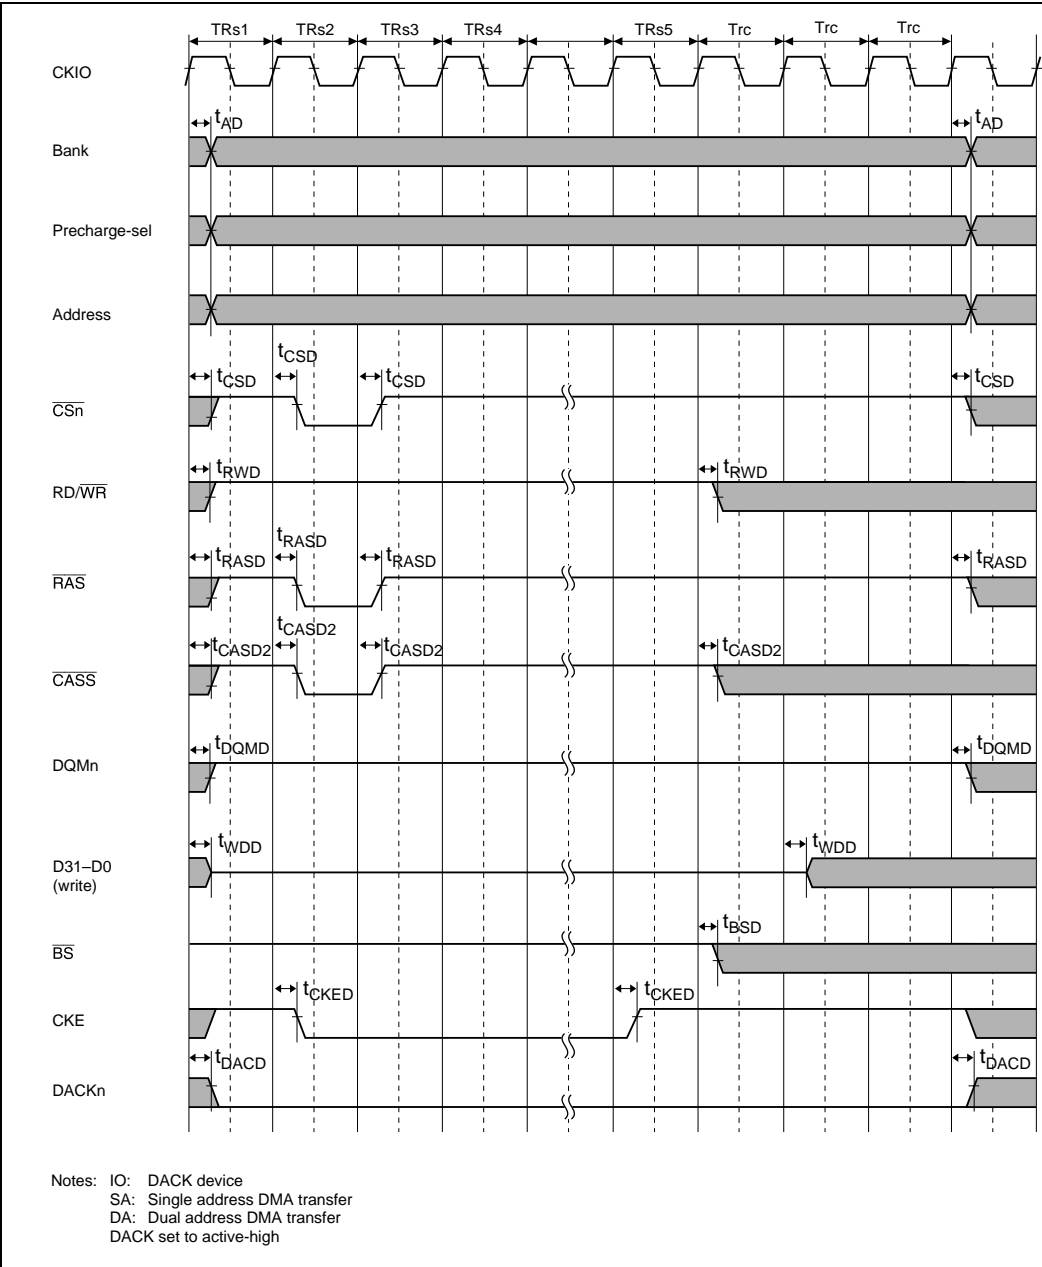 TRs1 TRs2 TRs3 TRs4 TRs5 Trc Trc Trc
CKIO
tAD tAD
Bank
Precharge-sel
Address
tCSD
tCSD tCSD tCSD
CSn
tRWD tRWD
RD/WR
tRASD
tRASD tRASD tRASD
RAS
tCASD2
tCASD2 tCASD2 tCASD2
CASS
tDQMD tDQMD
DQMn
tWDD tWDD
D31–D0
(write)
tBSD
BS
tCKED tCKED
CKE
tDACD tDACD
DACKn
Notes: IO: DACK device
SA: Single address DMA transfer
DA: Dual address DMA transfer
DACK set to active-high